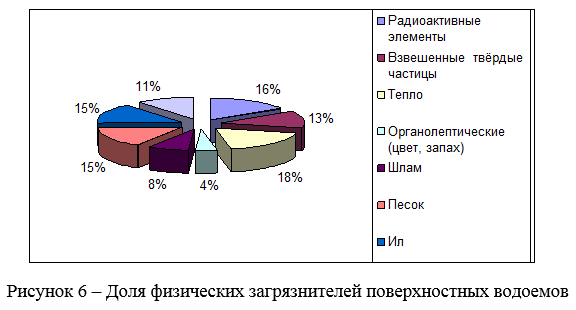 11%
16%
15%
13%
15%
8%
4%
18%
Радиоактивные
элементы
Взвешенные твёрдые
частицы
Тепло
Органолептические
(цвет, запах)
Шлам
Песок
Ил
Рисунок 6 – Доля физических загрязнителей поверхностных водоемов